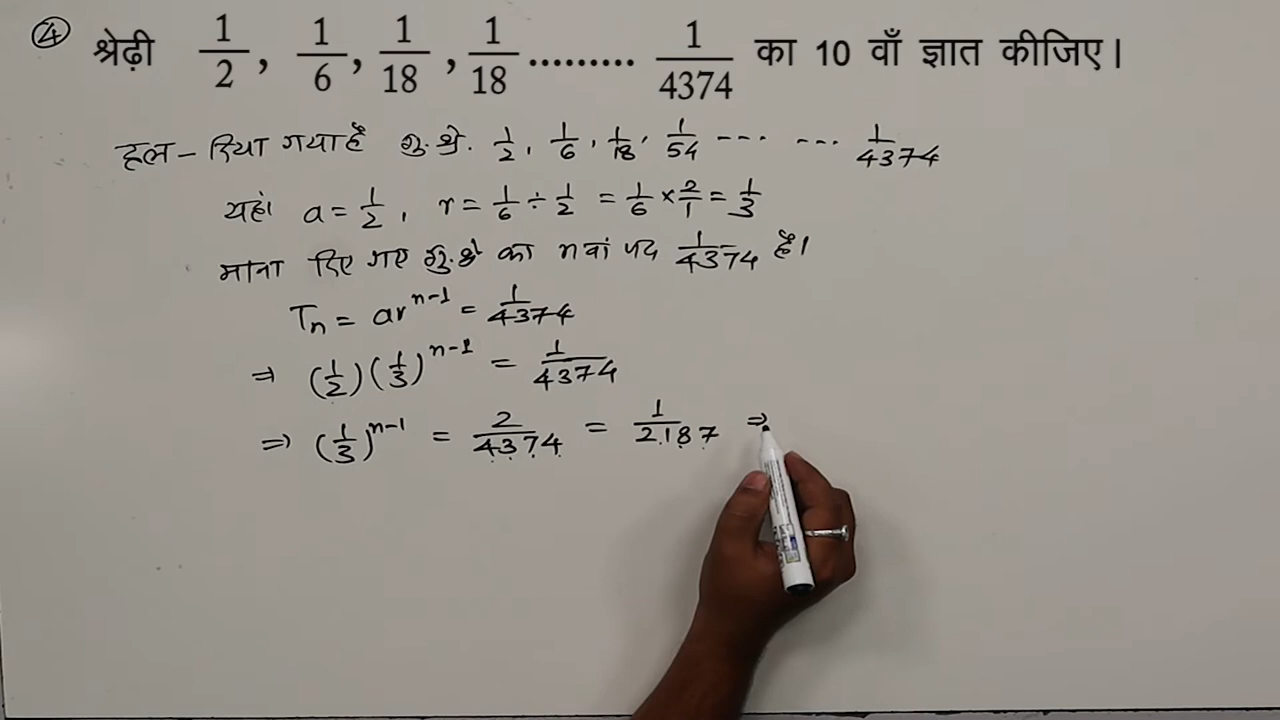 ④ श्रेढ़ी 1/2, 1/6, 1/18, 1/18......... 1/4374 का 10 वाँ ज्ञात कीजिए।
हल – दिया गया है गु. श्रे. 1/2, 1/6, 1/18, 1/54 --- --- 1/4374
यहां a = 1/2, r = 1/6 ÷ 1/2 = 1/6 × 2/1 = 1/3
माना दिए गए गु. श्रे का n वां पद 1/4374 है।
Tn = ar^(n-1) = 1/4374
⇒ (1/2)(1/3)^(n-1) = 1/4374
⇒ (1/3)^(n-1) = 2/4374 = 1/2187 ⇒